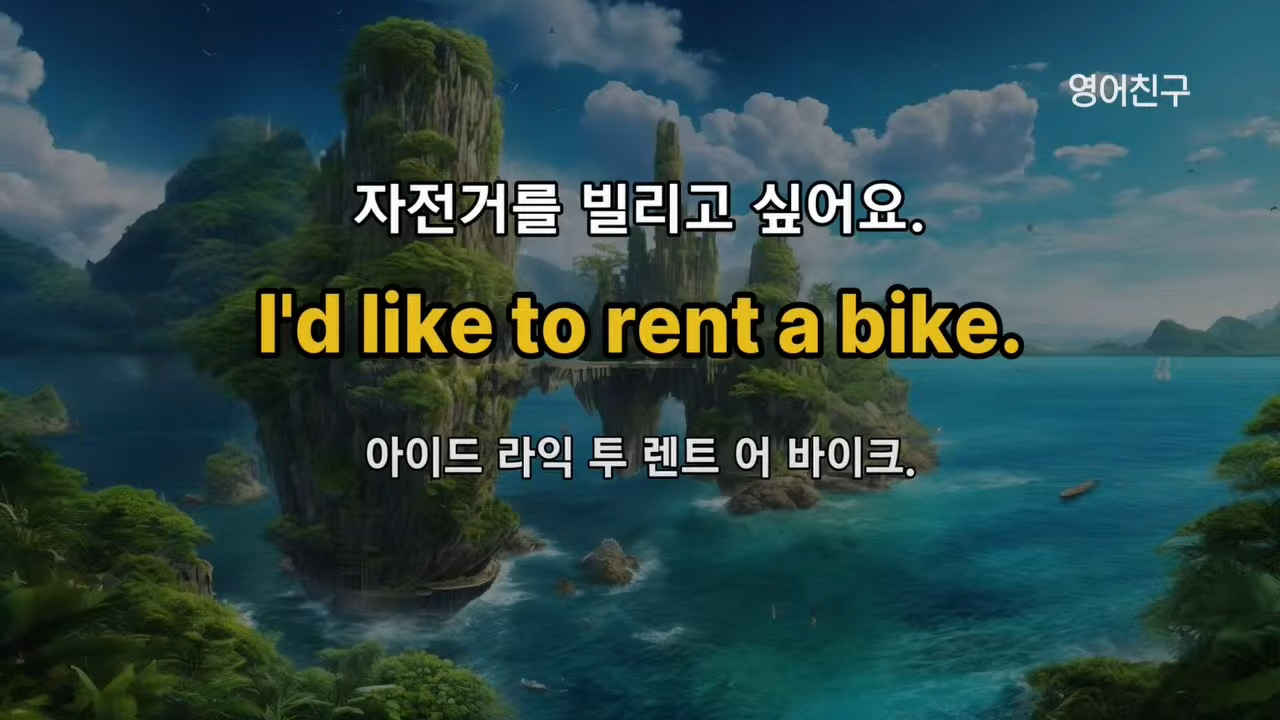 영어친구
자전거를 빌리고 싶어요.
I'd like to rent a bike.
아이드 라익 투 렌트 어 바이크.